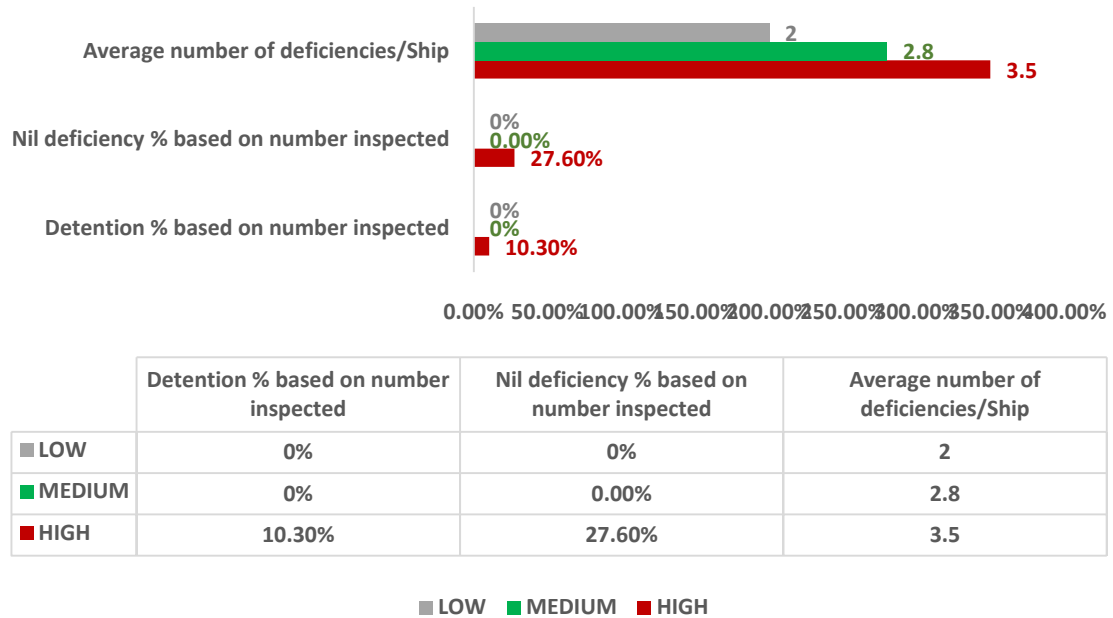 Average number of deficiencies/Ship
2
2.8
3.5
Nil deficiency % based on number inspected
0%
0.00%
27.60%
Detention % based on number inspected
0%
0%
10.30%
0.00% 50.00% 100.00% 150.00% 200.00% 250.00% 300.00% 350.00% 400.00%
Detention % based on number
inspected
Nil deficiency % based on
number inspected
Average number of
deficiencies/Ship
LOW 0% 0% 2
MEDIUM 0% 0.00% 2.8
HIGH 10.30% 27.60% 3.5
LOW MEDIUM HIGH